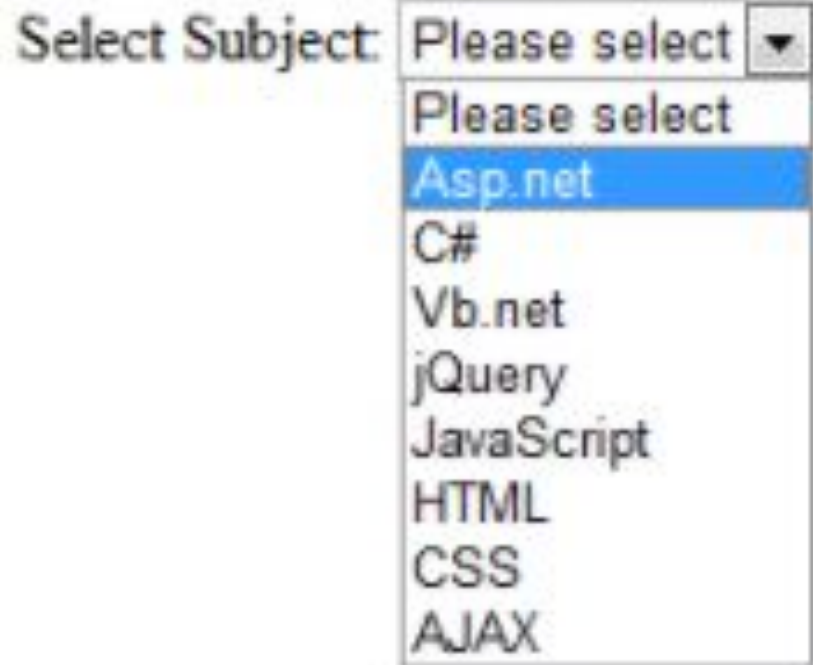 Select Subject: Please select
Please select
Asp.net
C#
Vb.net
jQuery
JavaScript
HTML
CSS
AJAX